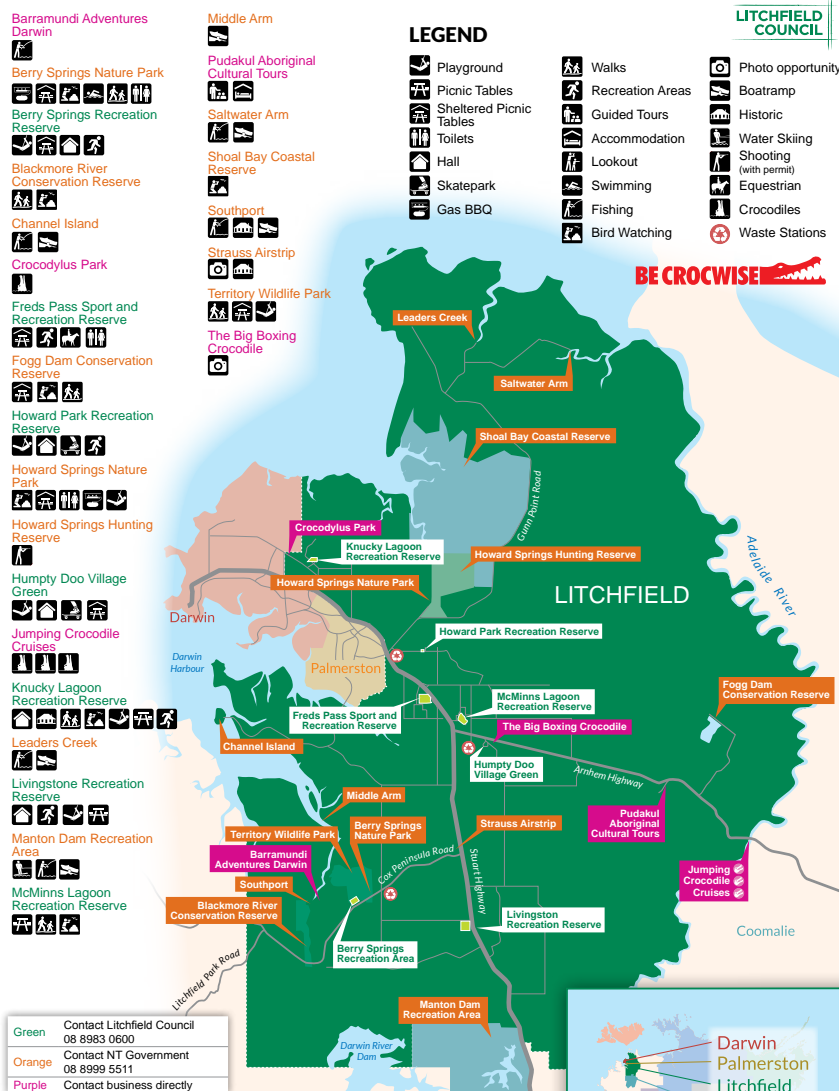 Barramundi Adventures
Darwin
Berry Springs Nature Park
Berry Springs Recreation
Reserve
Blackmore River
Conservation Reserve
Channel Island
Crocodylus Park
Freds Pass Sport and
Recreation Reserve
Fogg Dam Conservation
Reserve
Howard Park Recreation
Reserve
Howard Springs Nature
Park
Howard Springs Hunting
Reserve
Humpty Doo Village
Green
Jumping Crocodile
Cruises
Knucky Lagoon
Recreation Reserve
Leaders Creek
Livingstone Recreation
Reserve
Manton Dam Recreation
Area
McMinns Lagoon
Recreation Reserve
Middle Arm
Pudakul Aboriginal
Cultural Tours
Saltwater Arm
Shoal Bay Coastal
Reserve
Southport
Strauss Airstrip
Territory Wildlife Park
The Big Boxing
Crocodile
LEGEND
Playground
Picnic Tables
Sheltered Picnic
Tables
Toilets
Hall
Skatepark
Gas BBQ
Walks
Recreation Areas
Guided Tours
Accommodation
Lookout
Swimming
Fishing
Bird Watching
Photo opportunity
Boatramp
Historic
Water Skiing
Shooting
(with permit)
Equestrian
Crocodiles
Waste Stations
LITCHFIELD
COUNCIL
BE CROCWISE
Leaders Creek
Saltwater Arm
Shoal Bay Coastal Reserve
Gunn Point Road
Crocodylus Park
Knucky Lagoon
Recreation Reserve
Howard Springs Hunting Reserve
Howard Springs Nature Park
Adelaide River
LITCHFIELD
Darwin
Howard Park Recreation Reserve
Darwin
Harbour
Palmerston
Fogg Dam
Conservation Reserve
McMinns Lagoon
Recreation Reserve
Freds Pass Sport and
Recreation Reserve
The Big Boxing Crocodile
Channel Island
Humpty Doo
Village Green
Arnhem Highway
Middle Arm
Pudakul
Aboriginal
Cultural Tours
Territory Wildlife Park
Berry Springs
Nature Park
Strauss Airstrip
Barramundi
Adventures Darwin
Cox Peninsula Road
Stuart Highway
Jumping
Crocodile
Cruises
Southport
Blackmore River
Conservation Reserve
Livingston
Recreation Reserve
Coomalie
Berry Springs
Recreation Area
Litchfield Park Road
Manton Dam
Recreation Area
Darwin River
Dam
Green
Contact Litchfield Council
08 8983 0600
Orange
Contact NT Government
08 8999 5511
Purple
Contact business directly
Darwin
Palmerston
Litchfield